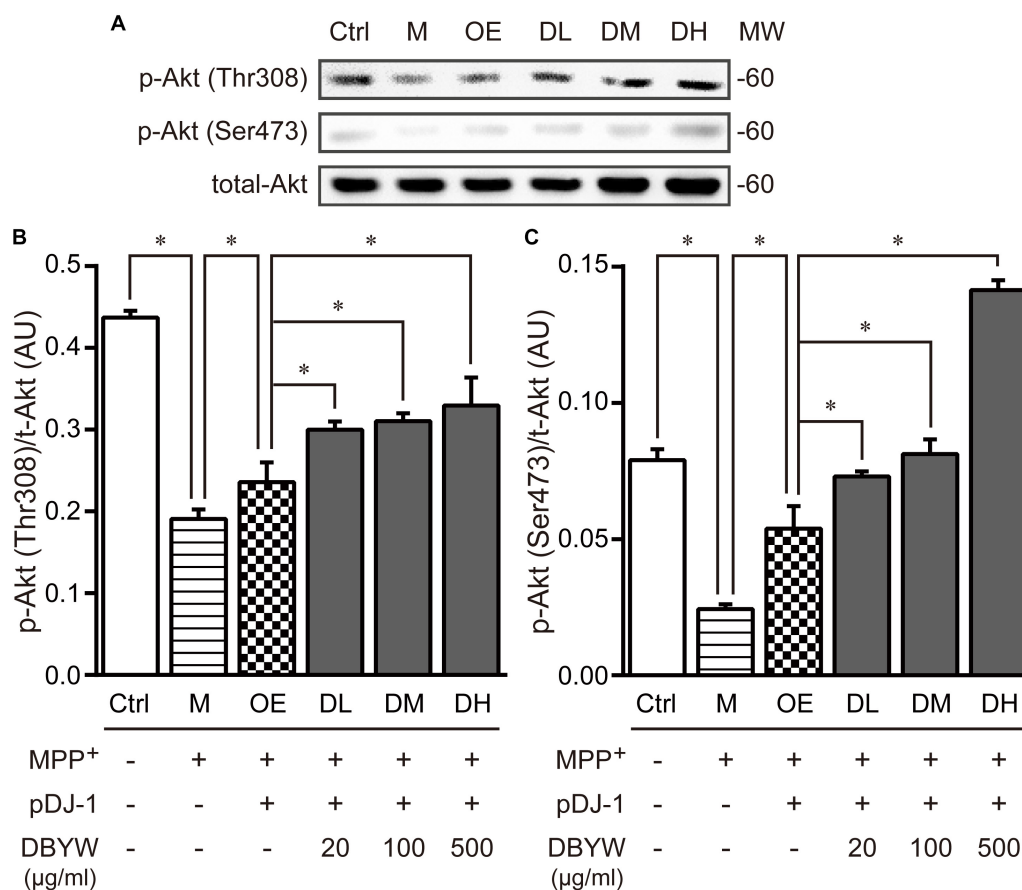 A
Ctrl M OE DL DM DH MW
p-Akt (Thr308) -60
p-Akt (Ser473) -60
total-Akt -60
B
* * *
*
*
p-Akt (Thr308)/t-Akt (AU)
0.5
0.4
0.3
0.2
0.1
0.0
Ctrl M OE DL DM DH
MPP+ - + + + + +
pDJ-1 - - + + + +
DBYW - - - 20 100 500
(μg/ml)
C
* * *
*
*
p-Akt (Ser473)/t-Akt (AU)
0.15
0.10
0.05
0.00
Ctrl M OE DL DM DH
MPP+ - + + + + +
pDJ-1 - - + + + +
DBYW - - - 20 100 500
(μg/ml)